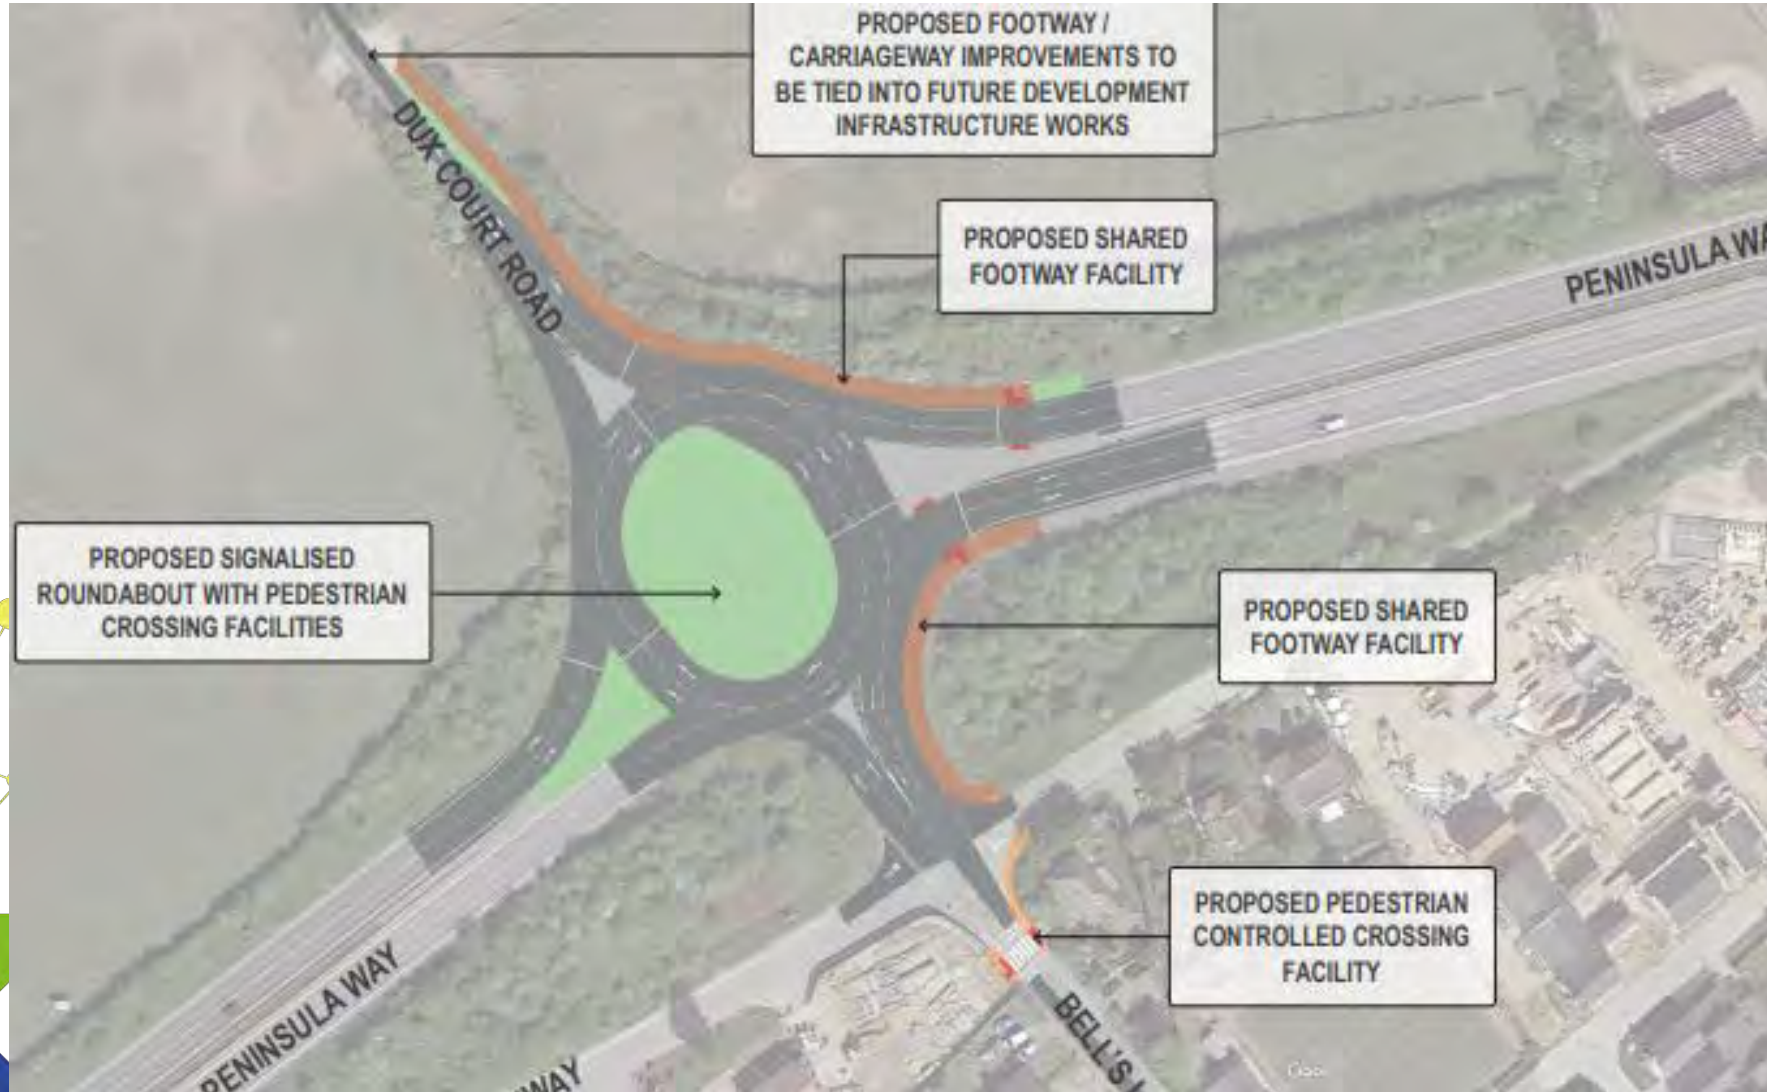 PROPOSED FOOTWAY /
CARRIAGEWAY IMPROVEMENTS TO
BE TIED INTO FUTURE DEVELOPMENT
INFRASTRUCTURE WORKS
DUX COURT ROAD
PROPOSED SHARED
FOOTWAY FACILITY
PENINSULA WA
PROPOSED SIGNALISED
ROUNDABOUT WITH PEDESTRIAN
CROSSING FACILITIES
PROPOSED SHARED
FOOTWAY FACILITY
PROPOSED PEDESTRIAN
CONTROLLED CROSSING
FACILITY
PENINSULA WAY
WAY
BELL'S